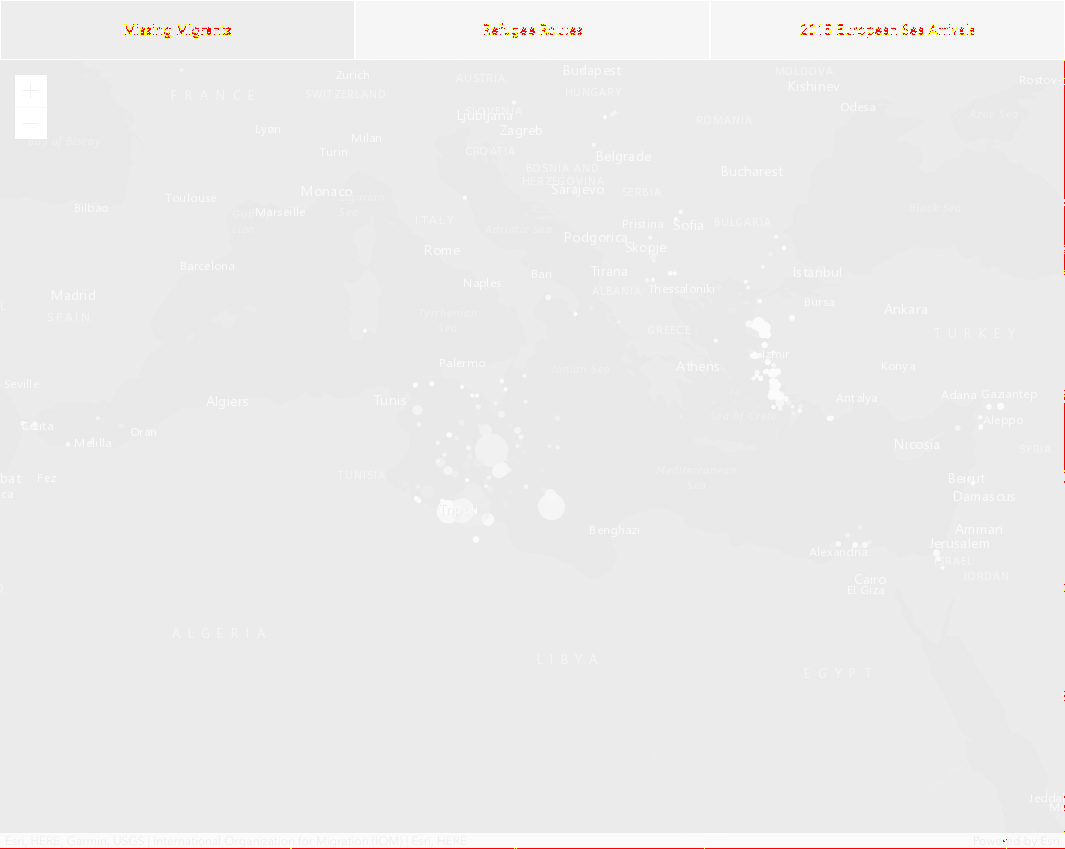 Missing Migrants
Refugee Routes
2015 European Sea Arrivals
+
Zurich
AUSTRIA
Budapest
MOLDOVA
Kishinev
FRANCE
SWITZERLAND
HUNGARY
Odesa
Azov Sea
SLOVENIA
Ljubljana
ROMANIA
Lyon
Milan
Zagreb
Turin
CROATIA
Belgrade
BOSNIA AND
HERZEGOVINA
Bucharest
Monaco
Sarajevo
SERBIA
Toulouse
Bilbao
Marseille
Black Sea
ITALY
Adriatic Sea
Pristina
Sofia
BULGARIA
Rome
Podgorica
Skopje
Barcelona
Naples
Bari
Tirana
Istanbul
ALBANIA
Thessaloniki
Madrid
SPAIN
Bursa
Ankara
Tyrrhenian
Sea
GREECE
TURKEY
Izmir
Palermo
Ionian Sea
Athens
Konya
Seville
Algiers
Tunis
Antalya
Adana
Gaziantep
Sea of Crete
Aleppo
Ceuta
Oran
Melilla
Nicosia
SYRIA
Fez
TUNISIA
Mediterranean
Sea
Beirut
Damascus
Tripoli
Benghazi
Amman
Jerusalem
Alexandria
ISRAEL
Cairo
JORDAN
El Giza
ALGERIA
LIBYA
EGYPT
Esri, HERE, Garmin, USGS | International Organization for Migration (IOM) | Esri, HERE
Powered by Esri